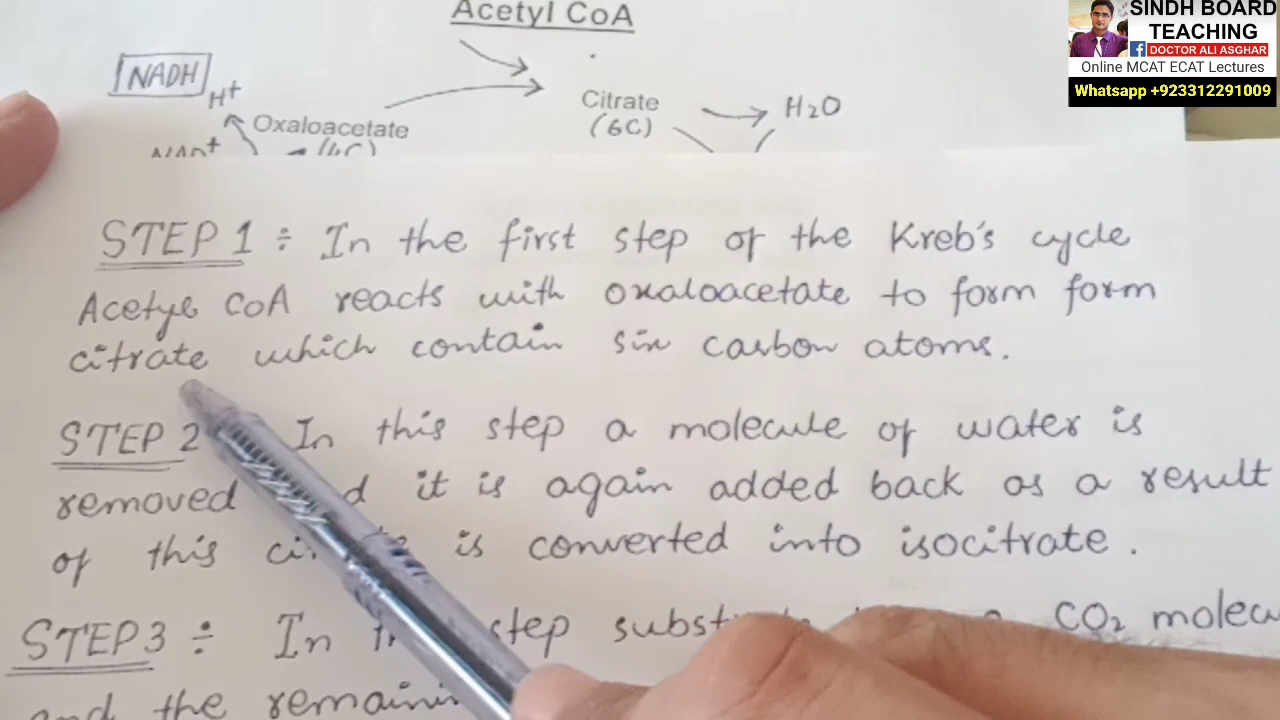 Acetyl CoA
NADH
H+
Oxaloacetate
Citrate
(6C)
H2O
STEP 1 ÷ In the first step of the Kreb's cycle
Acetyl CoA reacts with oxaloacetate to form form
citrate which contain six carbon atoms.
STEP 2 In this step a molecule of water is
removed it is again added back as a result
of this is converted into isocitrate.
STEP 3 ÷ In step CO2
and the
SINDH BOARD
TEACHING
DOCTOR ALI ASGHAR
Online MCAT ECAT Lectures
Whatsapp +923312291009